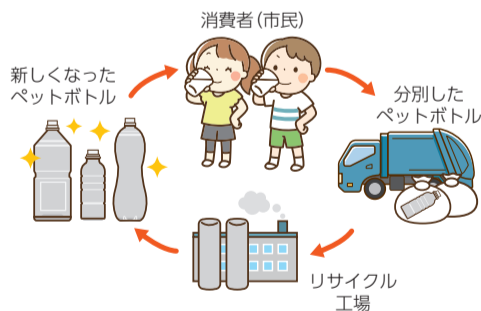 消費者(市民)
新しくなった
ペットボトル
分別した
ペットボトル
リサイクル
工場